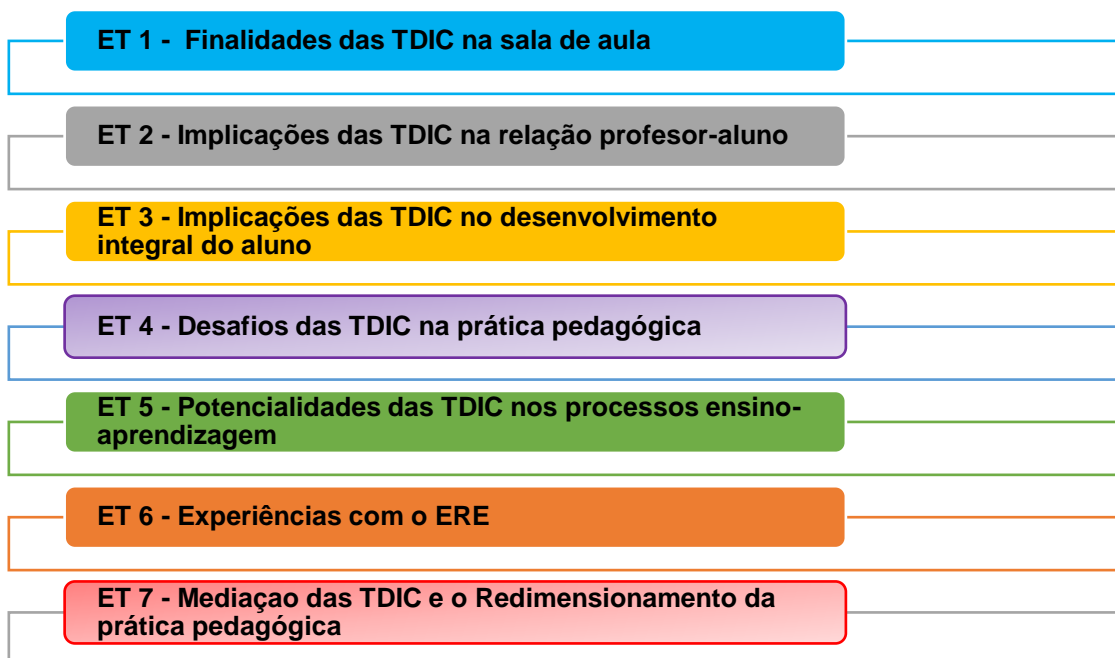 ET 1 - Finalidades das TDIC na sala de aula
ET 2 - Implicações das TDIC na relação profesor-aluno
ET 3 - Implicações das TDIC no desenvolvimento
integral do aluno
ET 4 - Desafios das TDIC na prática pedagógica
ET 5 - Potencialidades das TDIC nos processos ensino-
aprendizagem
ET 6 - Experiências com o ERE
ET 7 - Mediaçao das TDIC e o Redimensionamento da
prática pedagógica